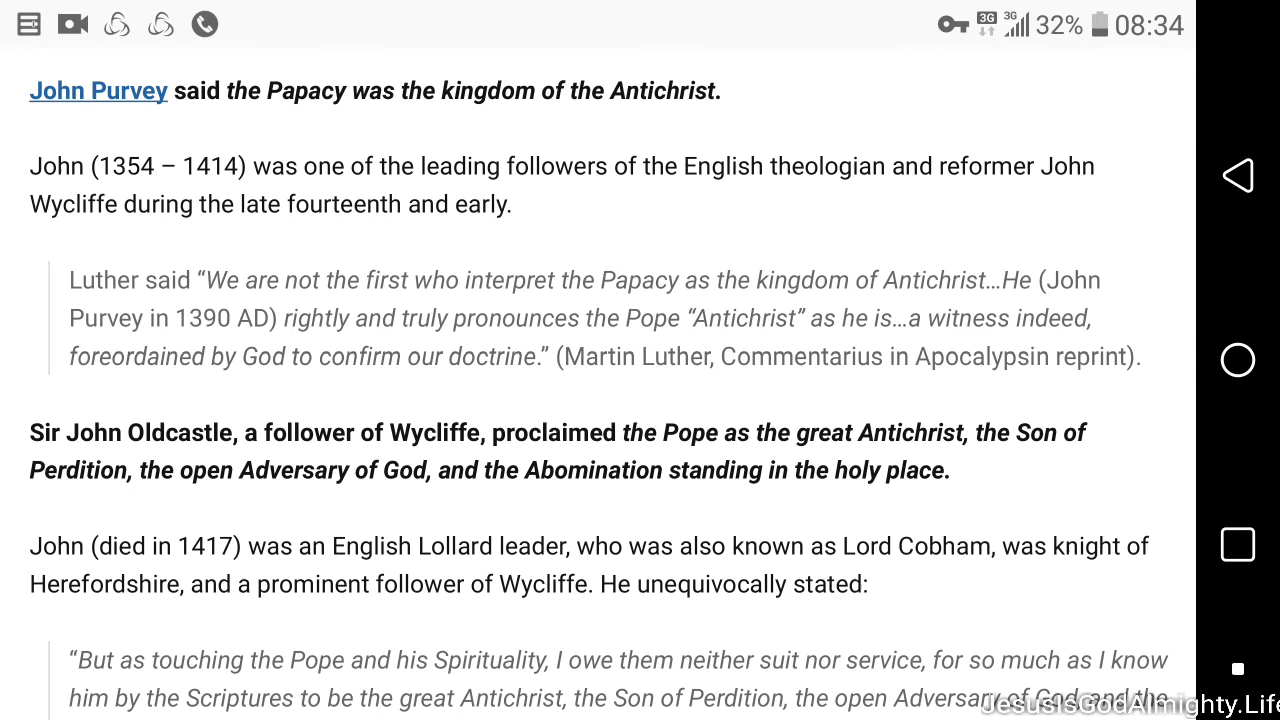 3G 3G 32% 08:34
John Purvey said the Papacy was the kingdom of the Antichrist.
John (1354 – 1414) was one of the leading followers of the English theologian and reformer John
Wycliffe during the late fourteenth and early.
Luther said “We are not the first who interpret the Papacy as the kingdom of Antichrist…He (John
Purvey in 1390 AD) rightly and truly pronounces the Pope “Antichrist” as he is…a witness indeed,
foreordained by God to confirm our doctrine.” (Martin Luther, Commentarius in Apocalypsin reprint).
Sir John Oldcastle, a follower of Wycliffe, proclaimed the Pope as the great Antichrist, the Son of
Perdition, the open Adversary of God, and the Abomination standing in the holy place.
John (died in 1417) was an English Lollard leader, who was also known as Lord Cobham, was knight of
Herefordshire, and a prominent follower of Wycliffe. He unequivocally stated:
“But as touching the Pope and his Spirituality, I owe them neither suit nor service, for so much as I know
him by the Scriptures to be the great Antichrist, the Son of Perdition, the open Adversary of God, and the
JesusIsGodAlmighty.Life